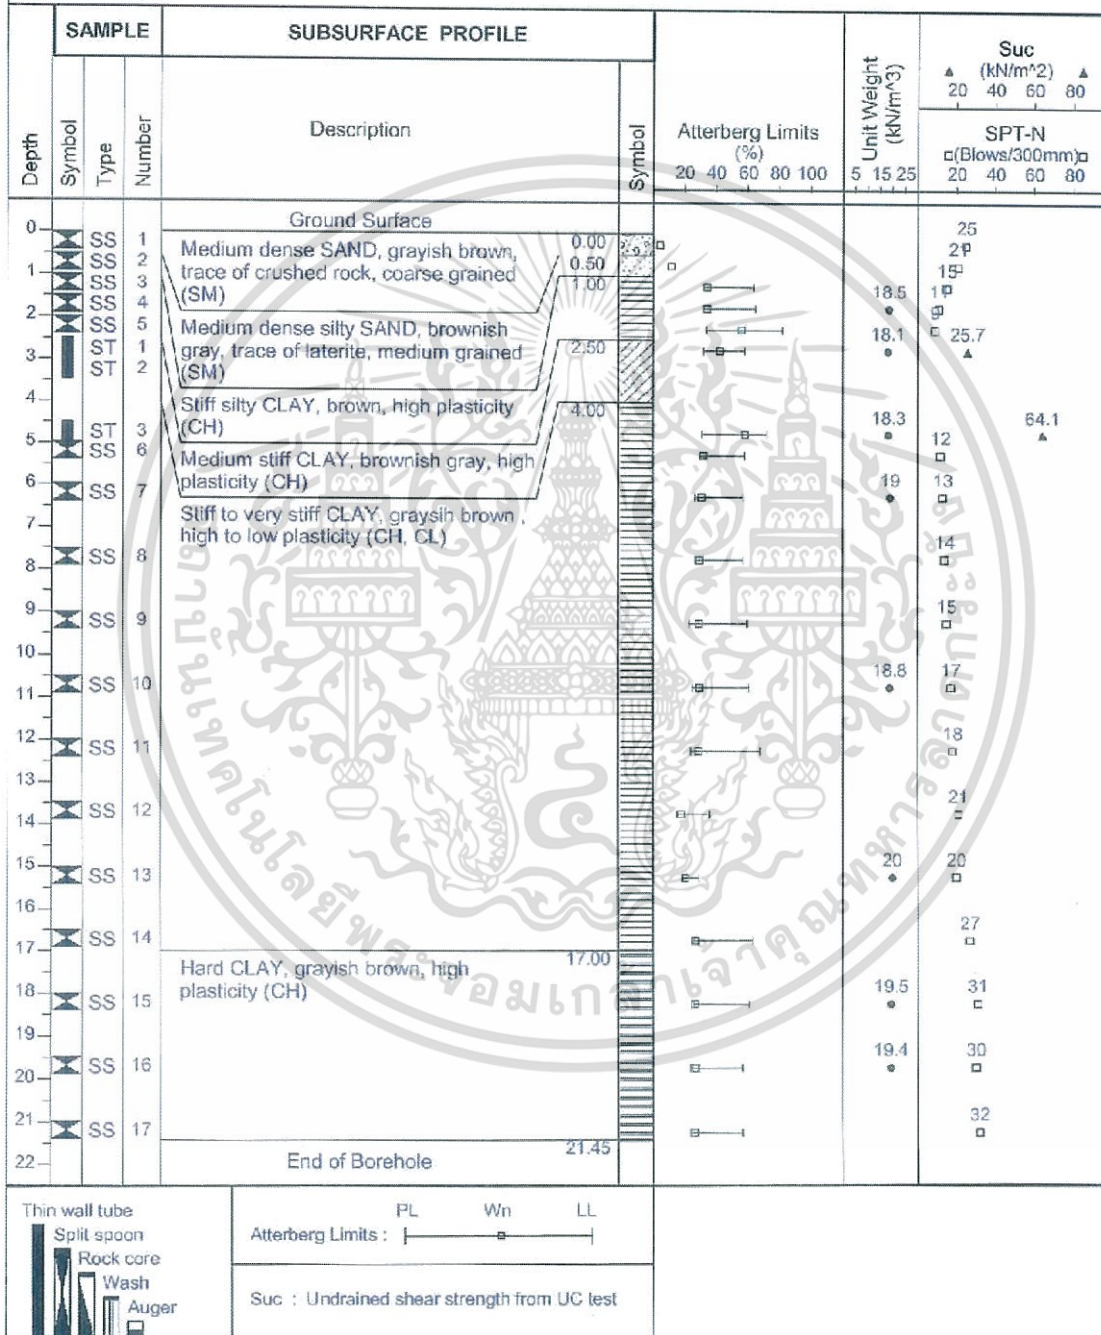 SAMPLE
SUBSURFACE PROFILE
Depth
Symbol
Type
Number
Description
Symbol
Atterberg Limits
(%)
20 40 60 80 100
Unit Weight
(kN/m^3)
5 15 25
Suc
(kN/m^2)
20 40 60 80
SPT-N
(Blows/300mm)
20 40 60 80
Ground Surface
0
1
2
3
4
5
6
7
8
9
10
11
12
13
14
15
16
17
18
19
20
21
22
SS 1
SS 2
SS 3
SS 4
SS 5
ST 1
ST 2
ST 3
SS 6
SS 7
SS 8
SS 9
SS 10
SS 11
SS 12
SS 13
SS 14
SS 15
SS 16
SS 17
Medium dense SAND, grayish brown,
trace of crushed rock, coarse grained
(SM)
Medium dense silty SAND, brownish
gray, trace of laterite, medium grained
(SM)
Stiff silty CLAY, brown, high plasticity
(CH)
Medium stiff CLAY, brownish gray, high
plasticity (CH)
Stiff to very stiff CLAY, graysih brown ,
high to low plasticity (CH, CL)
Hard CLAY, grayish brown, high
plasticity (CH)
End of Borehole
0.00
0.50
1.00
2.50
4.00
17.00
21.45
18.5
18.1
18.3
19
18.8
20
19.5
19.4
25
21
15
25.7
64.1
12
13
14
15
17
18
21
20
27
31
30
32
Thin wall tube
Split spoon
Rock core
Wash
Auger
PL Wn LL
Atterberg Limits :
Suc : Undrained shear strength from UC test